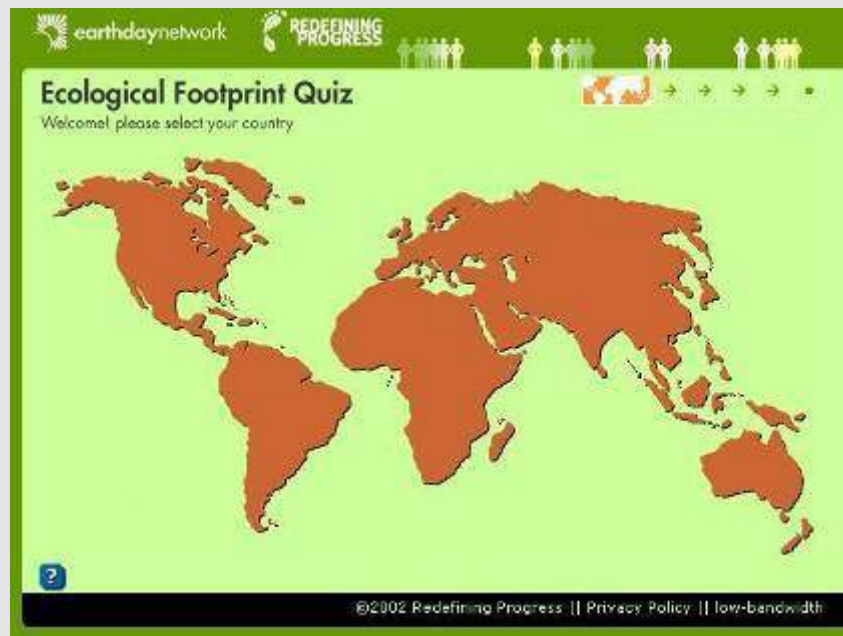 earthdaynetwork
REDEFINING
PROGRESS
Ecological Footprint Quiz
Welcome! please select your country
?
©2002 Redefining Progress || Privacy Policy || low-bandwidth